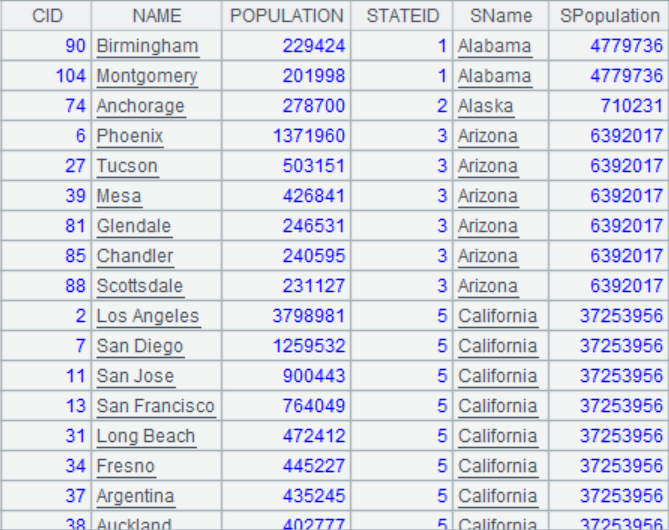 CID NAME POPULATION STATEID SName SPopulation
90 Birmingham 229424 1 Alabama 4779736
104 Montgomery 201998 1 Alabama 4779736
74 Anchorage 278700 2 Alaska 710231
6 Phoenix 1371960 3 Arizona 6392017
27 Tucson 503151 3 Arizona 6392017
39 Mesa 426841 3 Arizona 6392017
81 Glendale 246531 3 Arizona 6392017
85 Chandler 240595 3 Arizona 6392017
88 Scottsdale 231127 3 Arizona 6392017
2 Los Angeles 3798981 5 California 37253956
7 San Diego 1259532 5 California 37253956
11 San Jose 900443 5 California 37253956
13 San Francisco 764049 5 California 37253956
31 Long Beach 472412 5 California 37253956
34 Fresno 445227 5 California 37253956
37 Argentina 435245 5 California 37253956
38 Auckland 402777 5 California 37253956